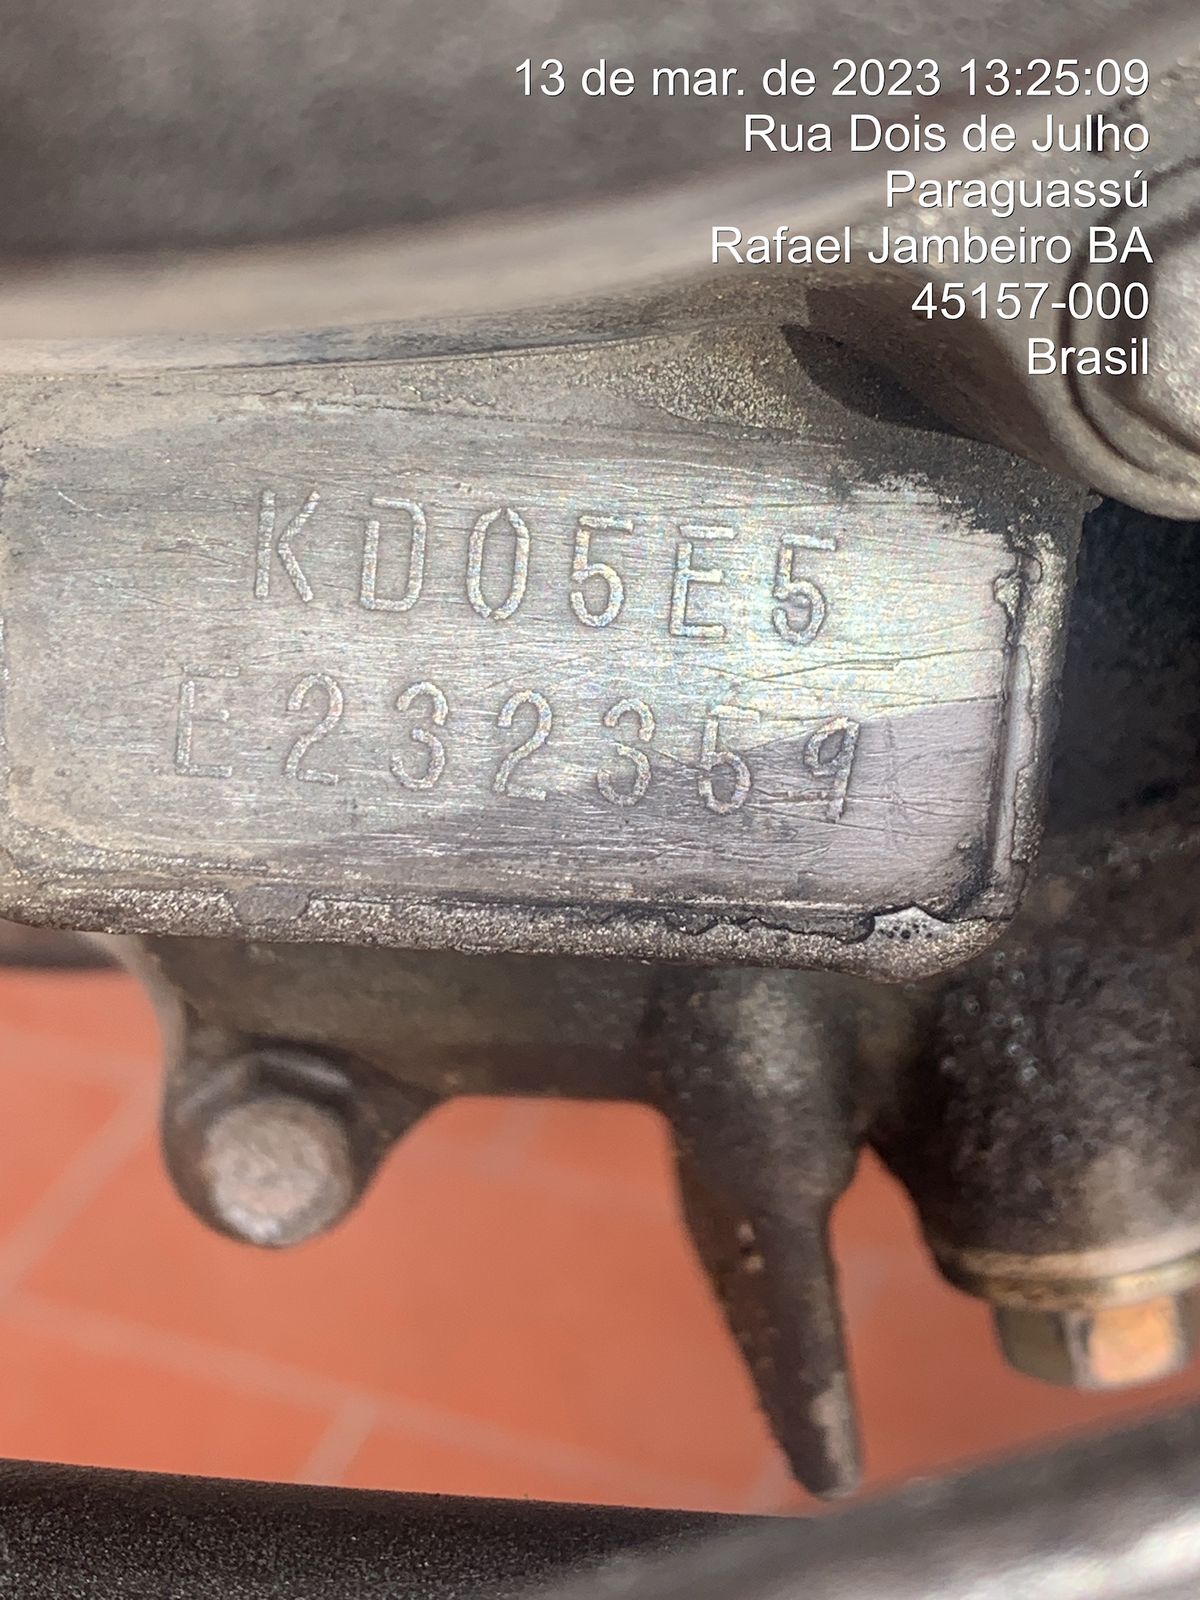 13 de mar. de 2023 13:25:09
Rua Dois de Julho
Paraguassú
Rafael Jambeiro BA
45157-000
Brasil
KD05E5
E232359